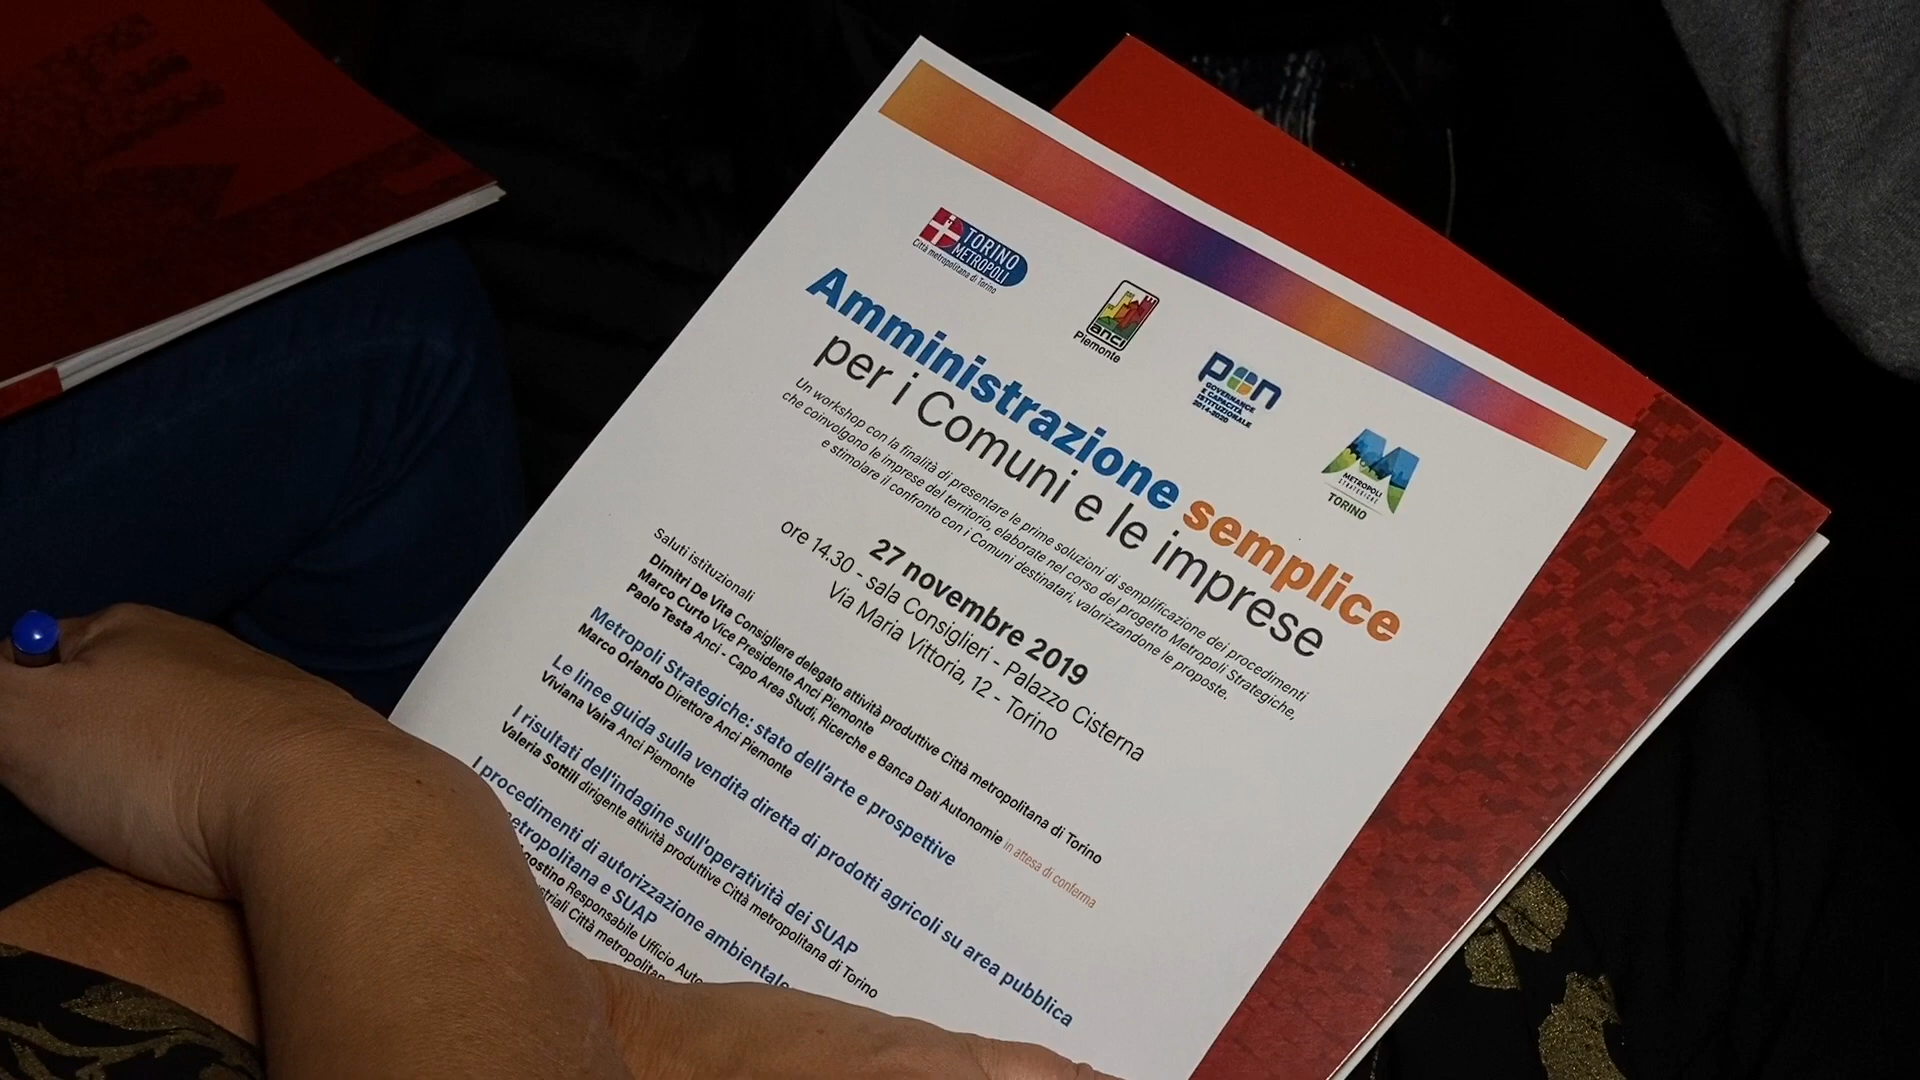 TORINO
METROPOLI
Città metropolitana di Torino
anci
Piemonte
pon
GOVERNANCE
E CAPACITÀ
ISTITUZIONALE
2014-2020
METROPOLI
STRATEGICHE
TORINO
Amministrazione semplice
per i Comuni e le imprese
Un workshop con la finalità di presentare le prime soluzioni di semplificazione dei procedimenti
che coinvolgono le imprese del territorio, elaborate nel corso del progetto Metropoli Strategiche,
e stimolare il confronto con i Comuni destinatari, valorizzandone le proposte.
27 novembre 2019
ore 14.30 - sala Consiglieri - Palazzo Cisterna
Via Maria Vittoria, 12 - Torino
Saluti istituzionali
Dimitri De Vita Consigliere delegato attività produttive Città metropolitana di Torino
Marco Curto Vice Presidente Anci Piemonte
Paolo Testa Anci - Capo Area Studi, Ricerche e Banca Dati Autonomie in attesa di conferma
Metropoli Strategiche: stato dell'arte e prospettive
Marco Orlando Direttore Anci Piemonte
Le linee guida sulla vendita diretta di prodotti agricoli su area pubblica
Viviana Vaira Anci Piemonte
I risultati dell'indagine sull'operatività dei SUAP
Valeria Sottili dirigente attività produttive Città metropolitana di Torino
I procedimenti di autorizzazione ambientale
metropolitana e SUAP
gostino Responsabile Ufficio Auto
striali Città metropolitan